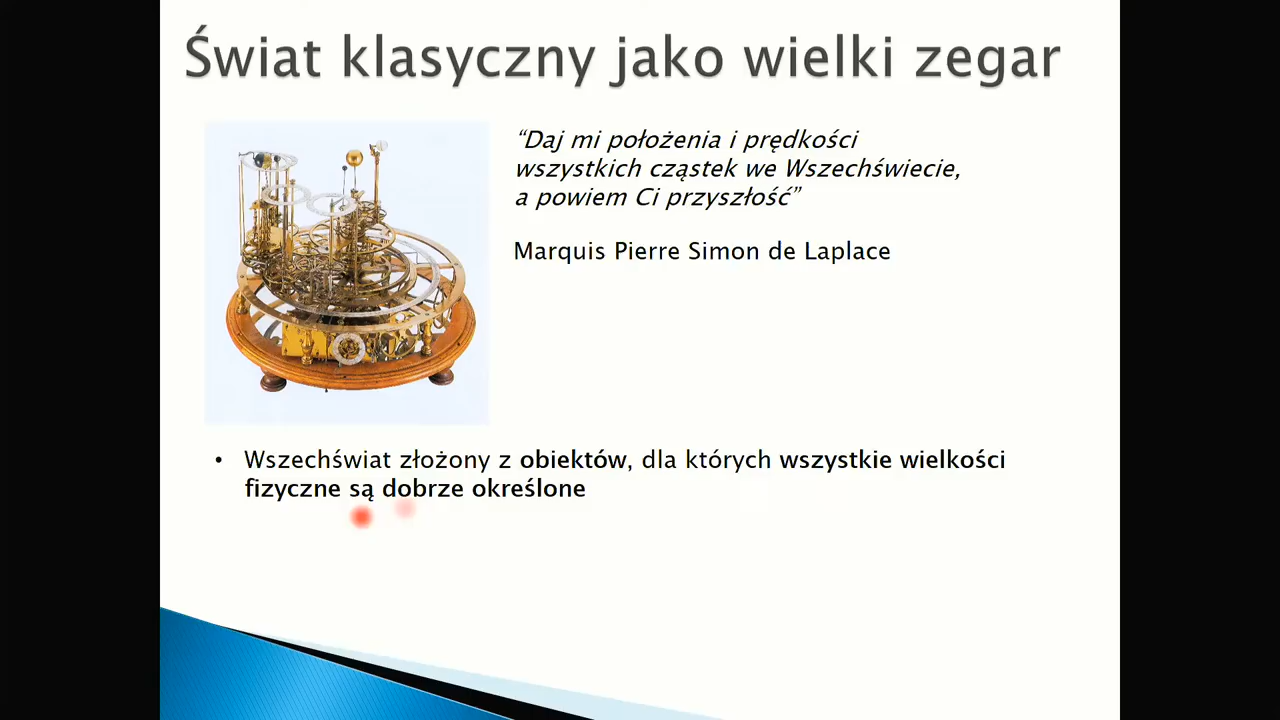 Świat klasyczny jako wielki zegar
“Daj mi położenia i prędkości
wszystkich cząstek we Wszechświecie,
a powiem Ci przyszłość”
Marquis Pierre Simon de Laplace
• Wszechświat złożony z obiektów, dla których wszystkie wielkości
fizyczne są dobrze określone